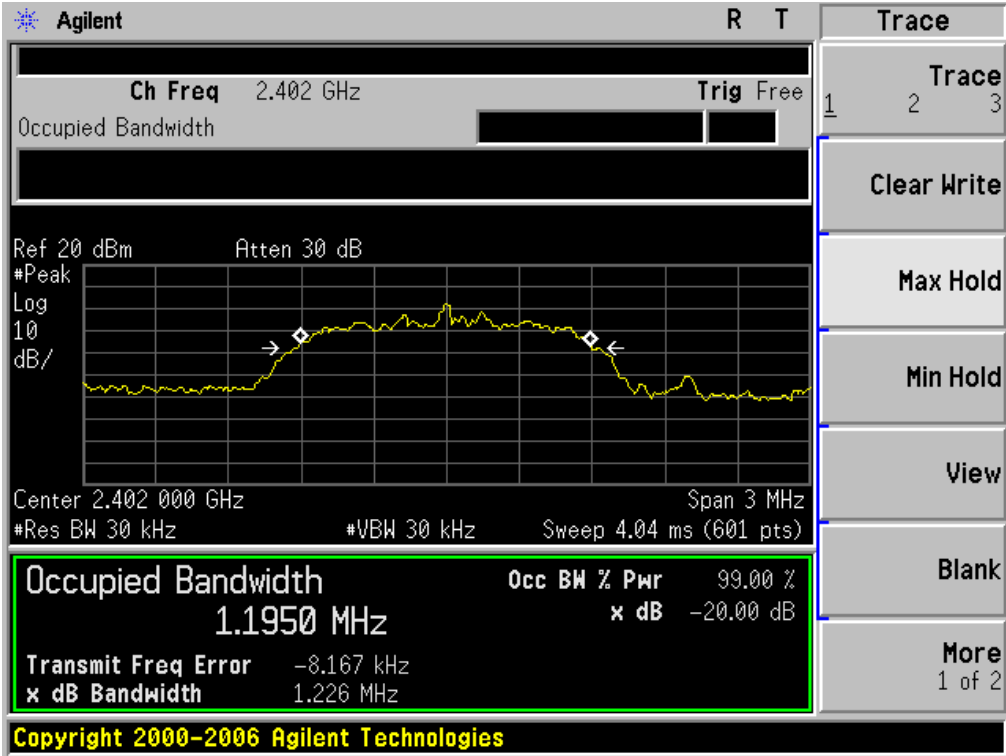 Agilent R T
Ch Freq 2.402 GHz Trig Free
Occupied Bandwidth
Ref 20 dBm Atten 30 dB
#Peak
Log
10
dB/
Center 2.402 000 GHz Span 3 MHz
#Res BW 30 kHz #VBW 30 kHz Sweep 4.04 ms (601 pts)
Occupied Bandwidth
1.1950 MHz
Occ BW % Pwr 99.00 %
x dB -20.00 dB
Transmit Freq Error -8.167 kHz
x dB Bandwidth 1.226 MHz
Trace
Trace
1 2 3
Clear Write
Max Hold
Min Hold
View
Blank
More
1 of 2
Copyright 2000-2006 Agilent Technologies